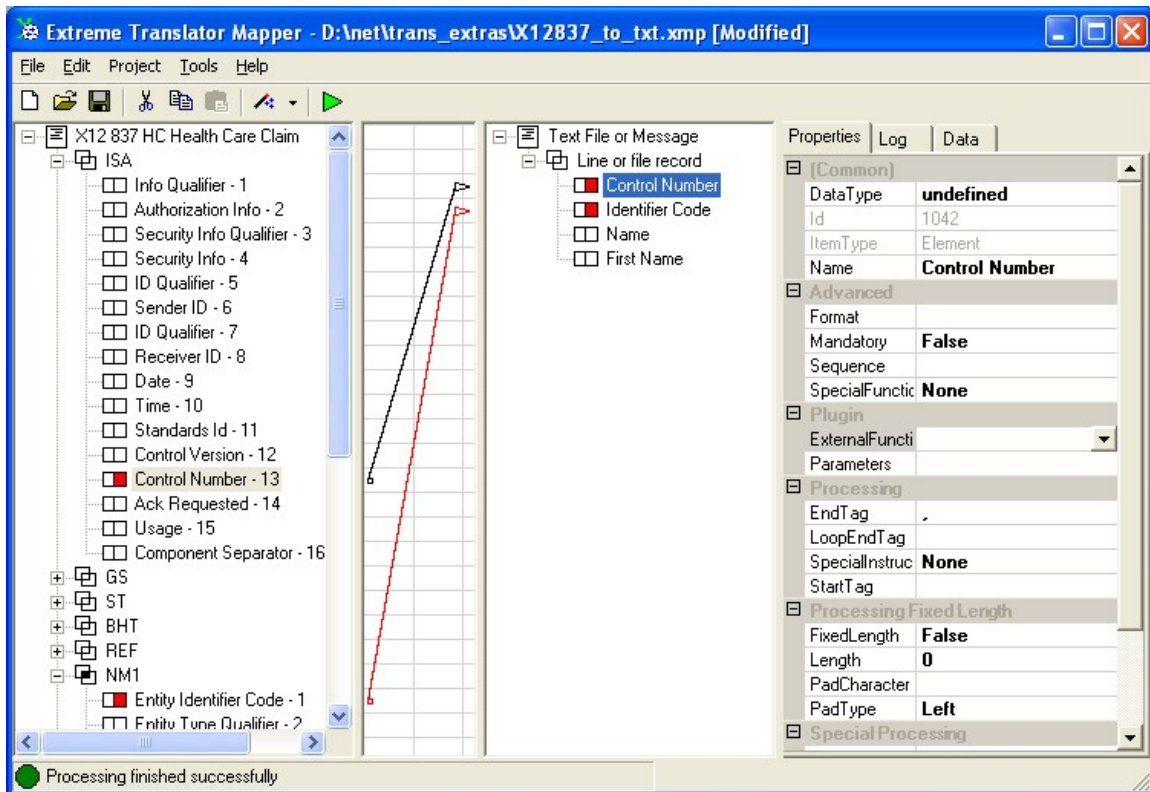 Extreme Translator Mapper - D:\net\trans_extras\X12837_to_txt.xmp [Modified]
File Edit Project Tools Help
X12 837 HC Health Care Claim
ISA
Info Qualifier - 1
Authorization Info - 2
Security Info Qualifier - 3
Security Info - 4
ID Qualifier - 5
Sender ID - 6
ID Qualifier - 7
Receiver ID - 8
Date - 9
Time - 10
Standards Id - 11
Control Version - 12
Control Number - 13
Ack Requested - 14
Usage - 15
Component Separator - 16
GS
ST
BHT
REF
NM1
Entity Identifier Code - 1
Entity Type Qualifier - 2
Text File or Message
Line or file record
Control Number
Identifier Code
Name
First Name
Properties Log Data
(Common)
DataType undefined
Id 1042
ItemType Element
Name Control Number
Advanced
Format
Mandatory False
Sequence
SpecialFunctic None
Plugin
ExternalFuncti
Parameters
Processing
EndTag ,
LoopEndTag
SpecialInstruc None
StartTag
Processing Fixed Length
FixedLength False
Length 0
PadCharacter
PadType Left
Special Processing
Processing finished successfully